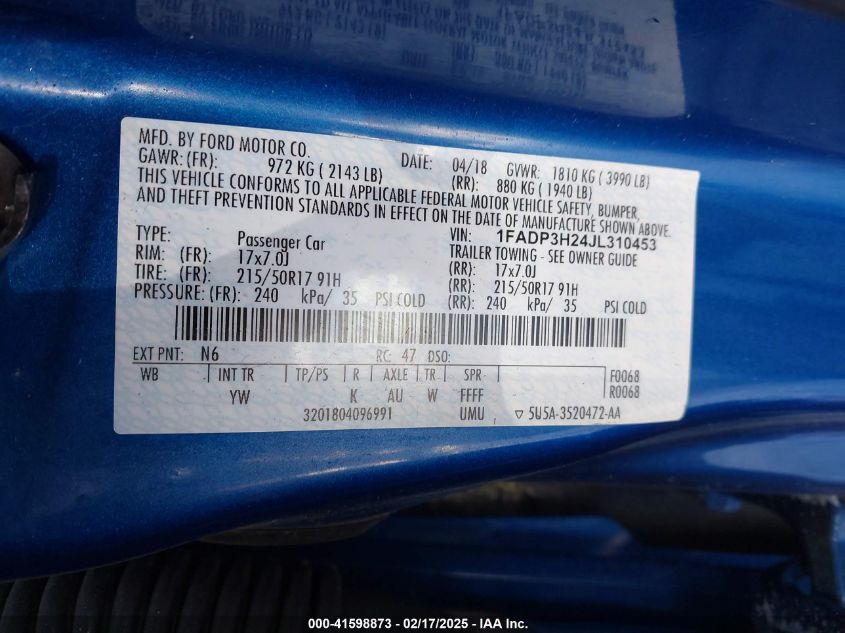 MFD. BY FORD MOTOR CO. DATE: 04/18 GVWR: 1810 KG ( 3990 LB)
GAWR: (FR): 972 KG ( 2143 LB) (RR): 880 KG ( 1940 LB)
THIS VEHICLE CONFORMS TO ALL APPLICABLE FEDERAL MOTOR VEHICLE SAFETY, BUMPER,
AND THEFT PREVENTION STANDARDS IN EFFECT ON THE DATE OF MANUFACTURE SHOWN ABOVE.
VIN: 1FADP3H24JL310453
TYPE: Passenger Car TRAILER TOWING - SEE OWNER GUIDE
RIM: (FR): 17x7.0J (RR): 17x7.0J
TIRE: (FR): 215/50R17 91H (RR): 215/50R17 91H
PRESSURE: (FR): 240 kPa/ 35 PSI COLD (RR): 240 kPa/ 35 PSI COLD
EXT PNT: N6 RC: 47 DSO:
WB INT TR TP/PS R AXLE TR SPR F0068
YW K AU W FFFF R0068
3201804096991 UMU ▽ 5U5A-3520472-AA
000-41598873 - 02/17/2025 - IAA Inc.